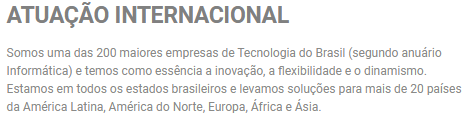 ATUAÇÃO INTERNACIONAL
Somos uma das 200 maiores empresas de Tecnologia do Brasil (segundo anuário
Informática) e temos como essência a inovação, a flexibilidade e o dinamismo.
Estamos em todos os estados brasileiros e levamos soluções para mais de 20 países
da América Latina, América do Norte, Europa, África e Ásia.